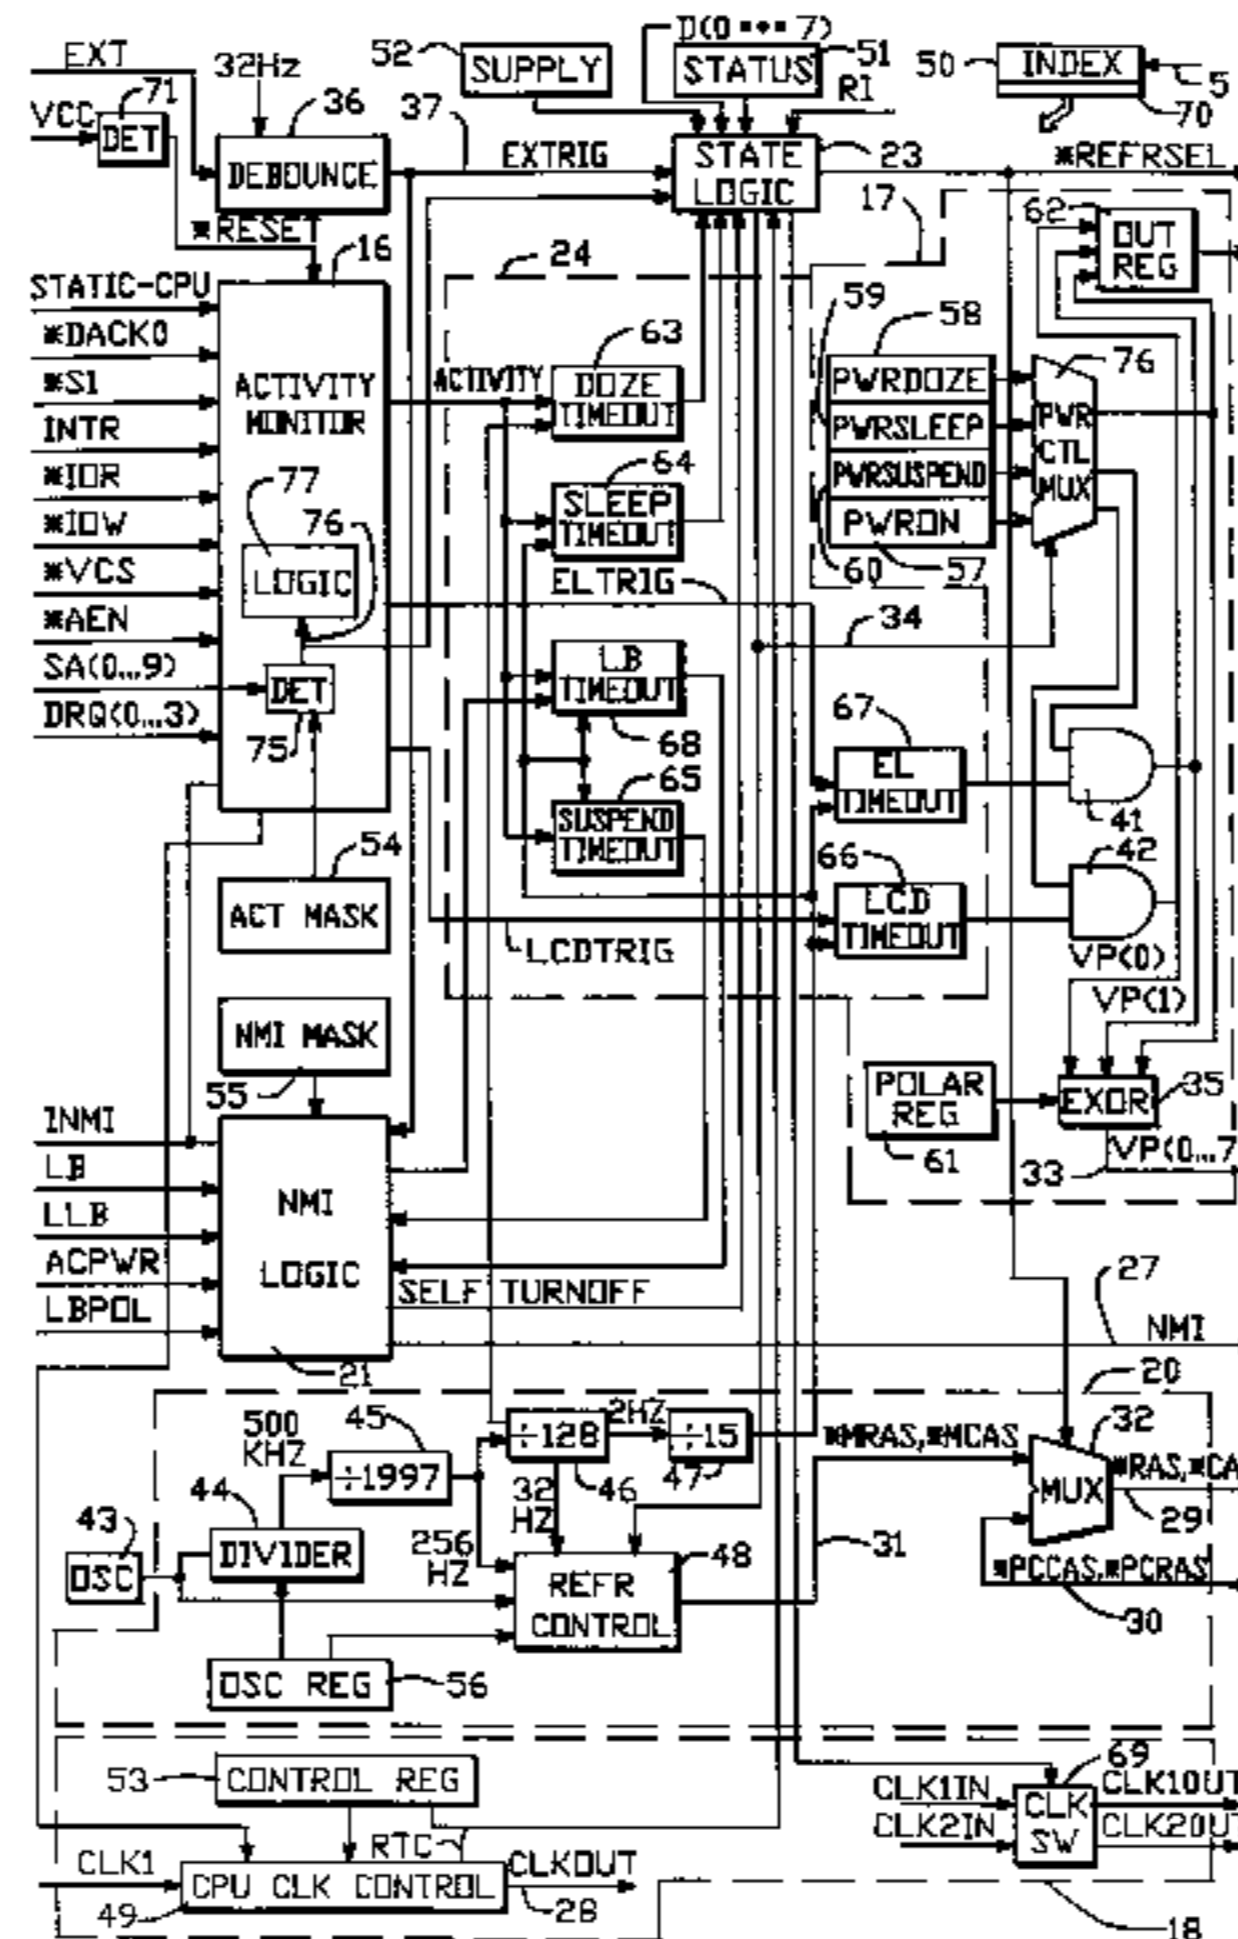 EXT
VCC
71
DET
32Hz
36
DEBOUNCE
*RESET
52
SUPPLY
37
EXTRIG
D(0 • • • 7)
STATUS
51
RI
STATE LOGIC
23
50
INDEX
5
70
*REFRSEL
17
62
OUT REG
16
24
STATIC-CPU
*DACK0
*S1
INTR
*IOR
*IOW
*VCS
*AEN
SA(0...9)
DRQ(0...3)
ACTIVITY MONITOR
77
LOGIC
76
DET
75
ACTIVITY
63
DOZE TIMEOUT
64
SLEEP TIMEOUT
ELTRIG
LB TIMEOUT
68
65
SUSPEND TIMEOUT
59
58
PWRDOZE
PWRSLEEP
PWRSUSPEND
PWRON
60
57
76
PWR CTL MUX
34
67
EL TIMEOUT
66
LCD TIMEOUT
41
42
VP(0)
VP(1)
54
ACT MASK
LCDTRIG
NMI MASK
55
POLAR REG
61
EXOR
35
33
VP(0...7
INMI
LB
LLB
ACPWR
LBPOL
NMI LOGIC
21
SELF TURNOFF
27
NMI
20
500 KHZ
45
÷1997
÷128
46
2HZ
÷15
47
*MRAS,*MCAS
32
MUX
*RAS,*CA
29
43
OSC
44
DIVIDER
256 HZ
32 HZ
REFR CONTROL
48
31
*PCCAS,*PCRAS
30
OSC REG
56
53
CONTROL REG
RTC
CLK1
CPU CLK CONTROL
49
CLKOUT
28
CLK1IN
CLK2IN
69
CLK SW
CLK1OUT
CLK2OUT
18